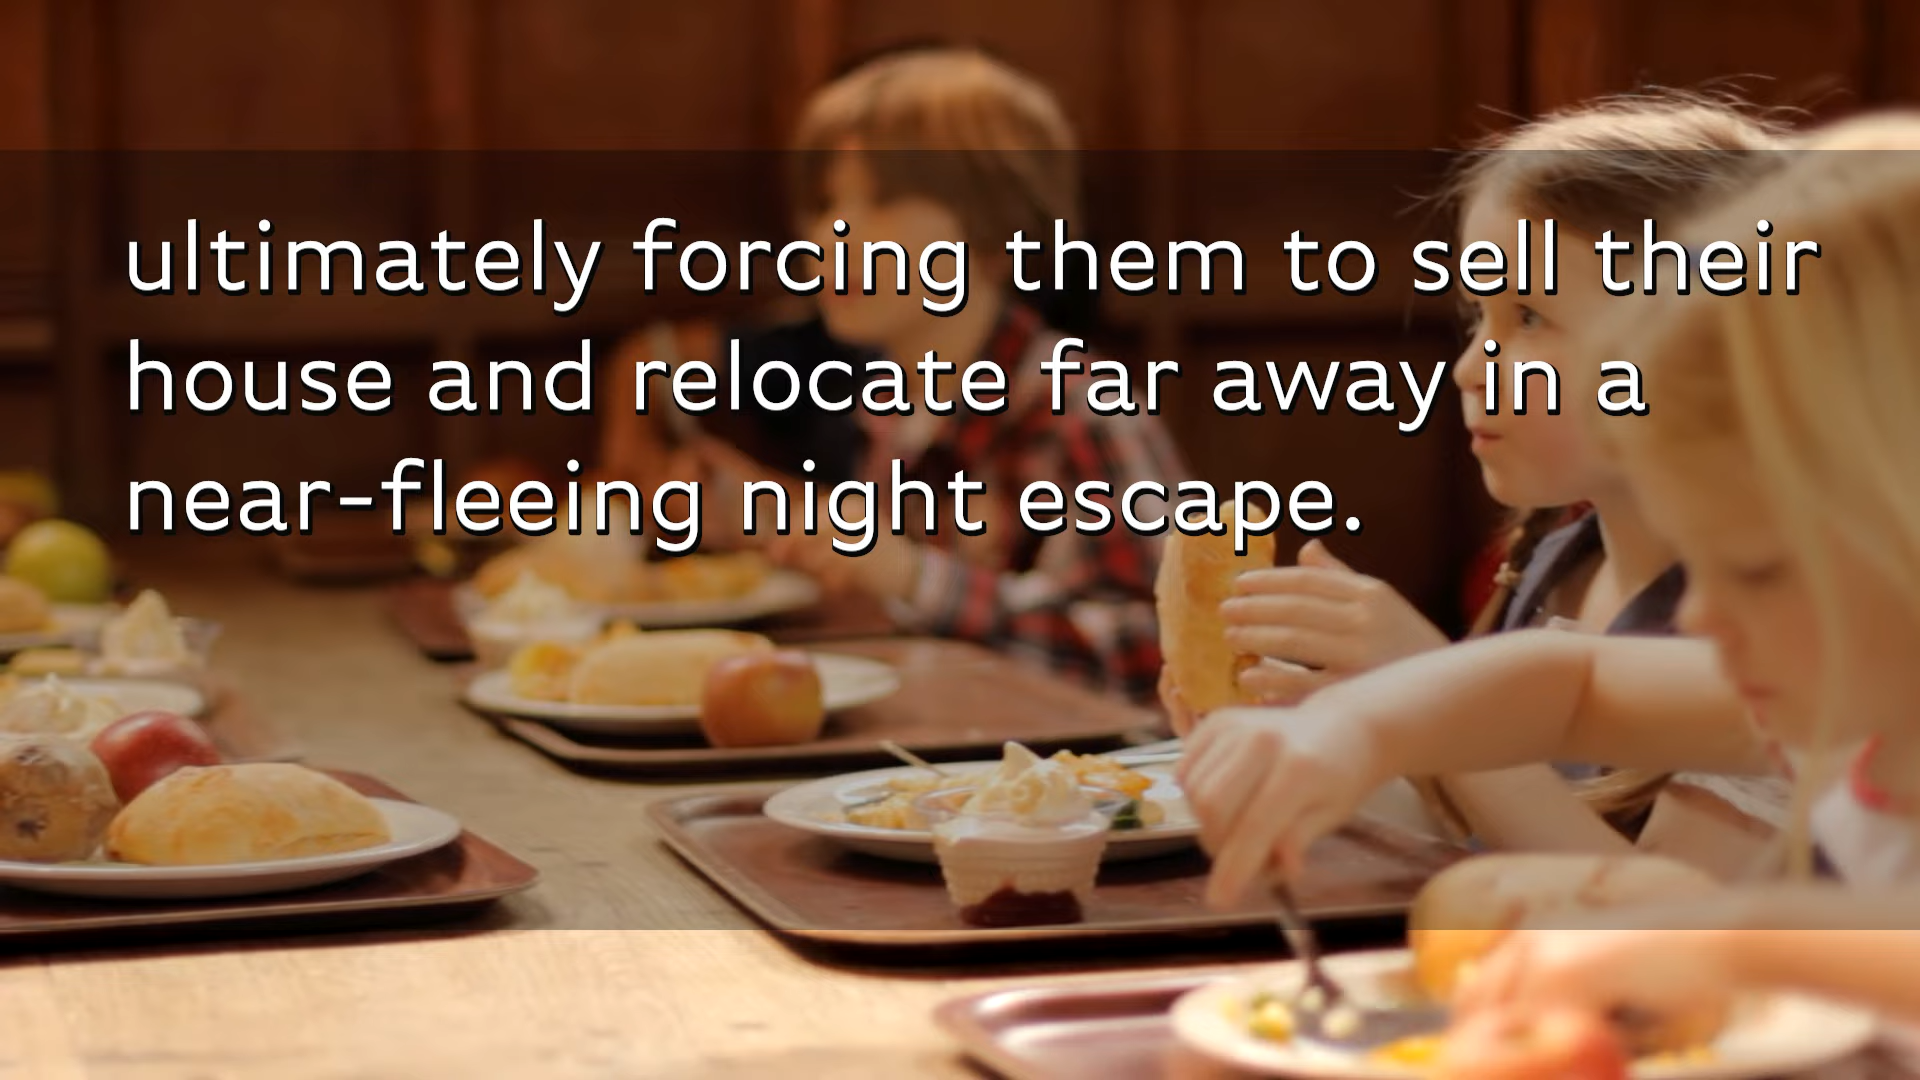 ultimately forcing them to sell their
house and relocate far away in a
near-fleeing night escape.